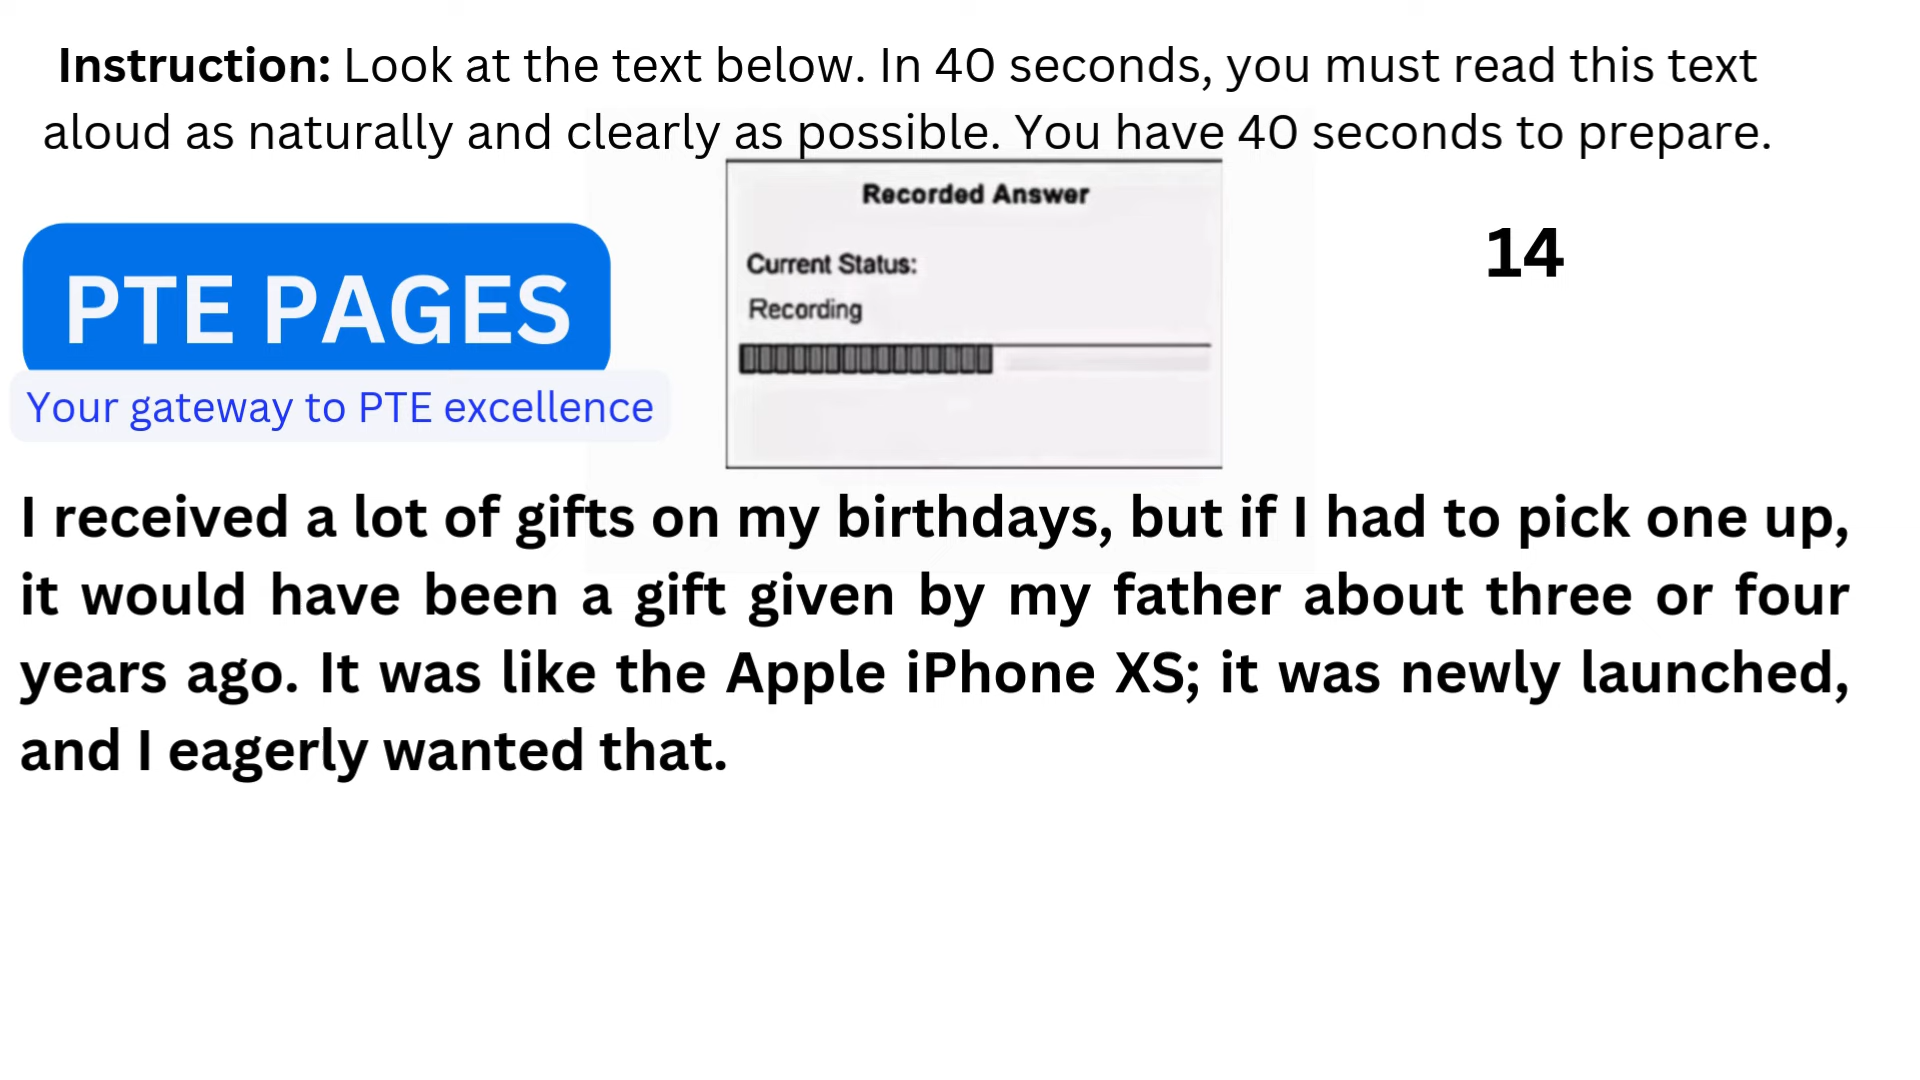 Instruction: Look at the text below. In 40 seconds, you must read this text
aloud as naturally and clearly as possible. You have 40 seconds to prepare.
Recorded Answer
Current Status:
Recording
14
PTE PAGES
Your gateway to PTE excellence
I received a lot of gifts on my birthdays, but if I had to pick one up,
it would have been a gift given by my father about three or four
years ago. It was like the Apple iPhone XS; it was newly launched,
and I eagerly wanted that.